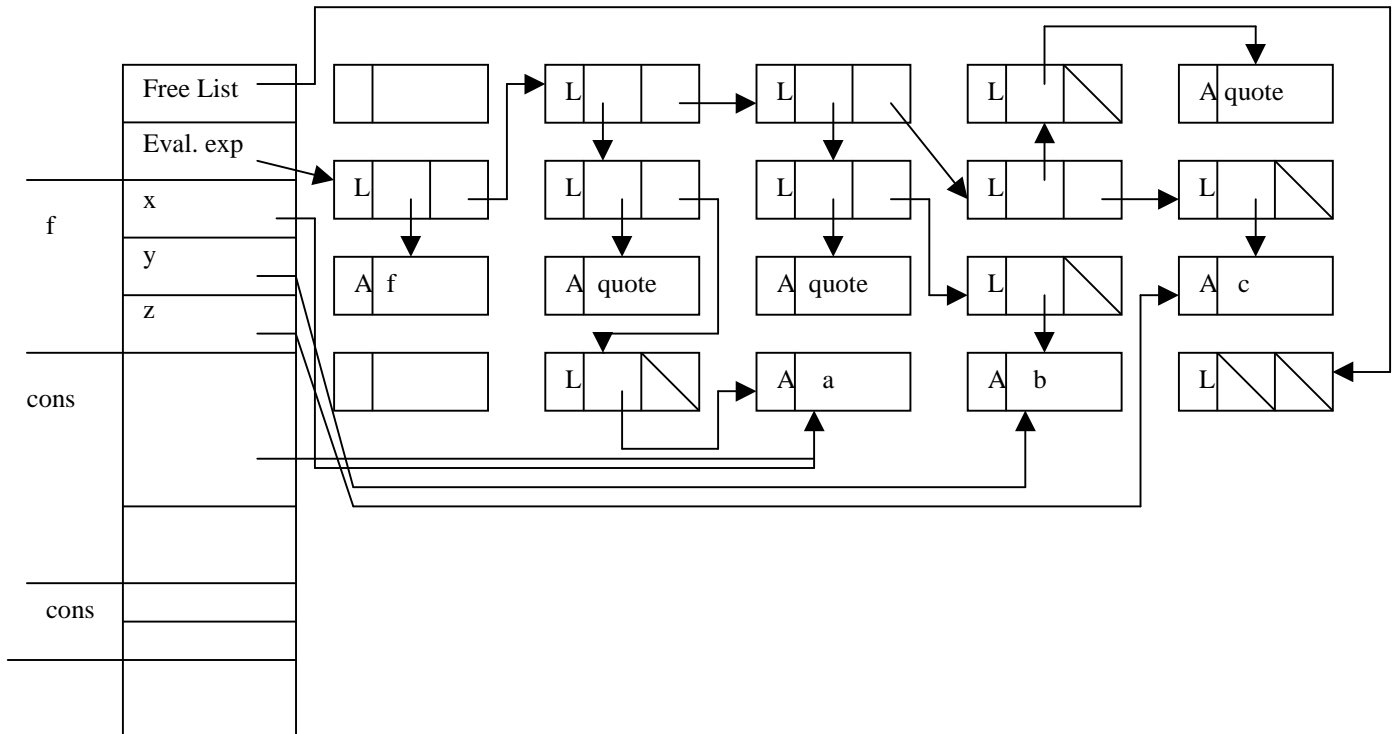 Free List
L
L
L
A quote
Eval. exp
L
L
L
L
L
x
f
A f
A quote
A quote
L
A c
y
z
L
A a
A b
L
cons
cons